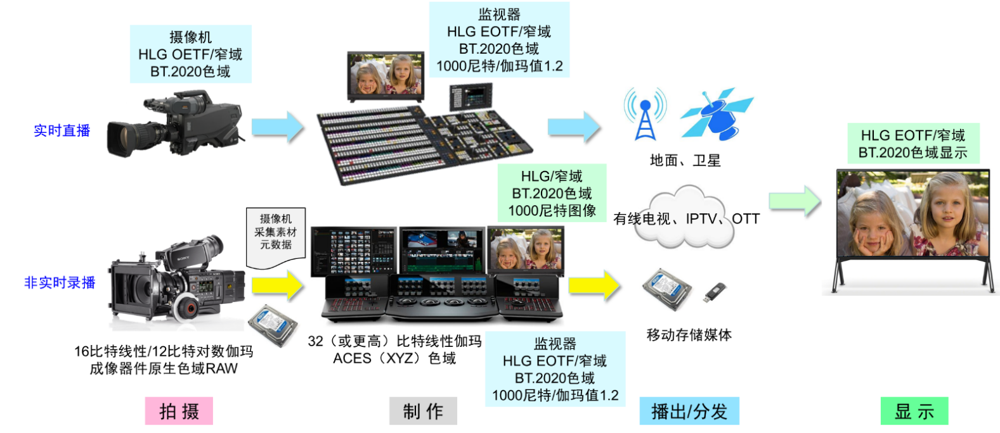 摄像机
HLG OETF/窄域
BT.2020色域
监视器
HLG EOTF/窄域
BT.2020色域
1000尼特/伽玛值1.2
实时直播
地面、卫星
HLG/窄域
BT.2020色域
1000尼特图像
HLG EOTF/窄域
BT.2020色域显示
有线电视、IPTV、OTT
摄像机
采集素材
元数据
非实时录播
SONY
16比特线性/12比特对数伽玛
成像器件原生色域RAW
32（或更高）比特线性伽玛
ACES（XYZ）色域
监视器
HLG EOTF/窄域
BT.2020色域
1000尼特/伽玛值1.2
移动存储媒体
拍 摄
制 作
播出/分发
显 示